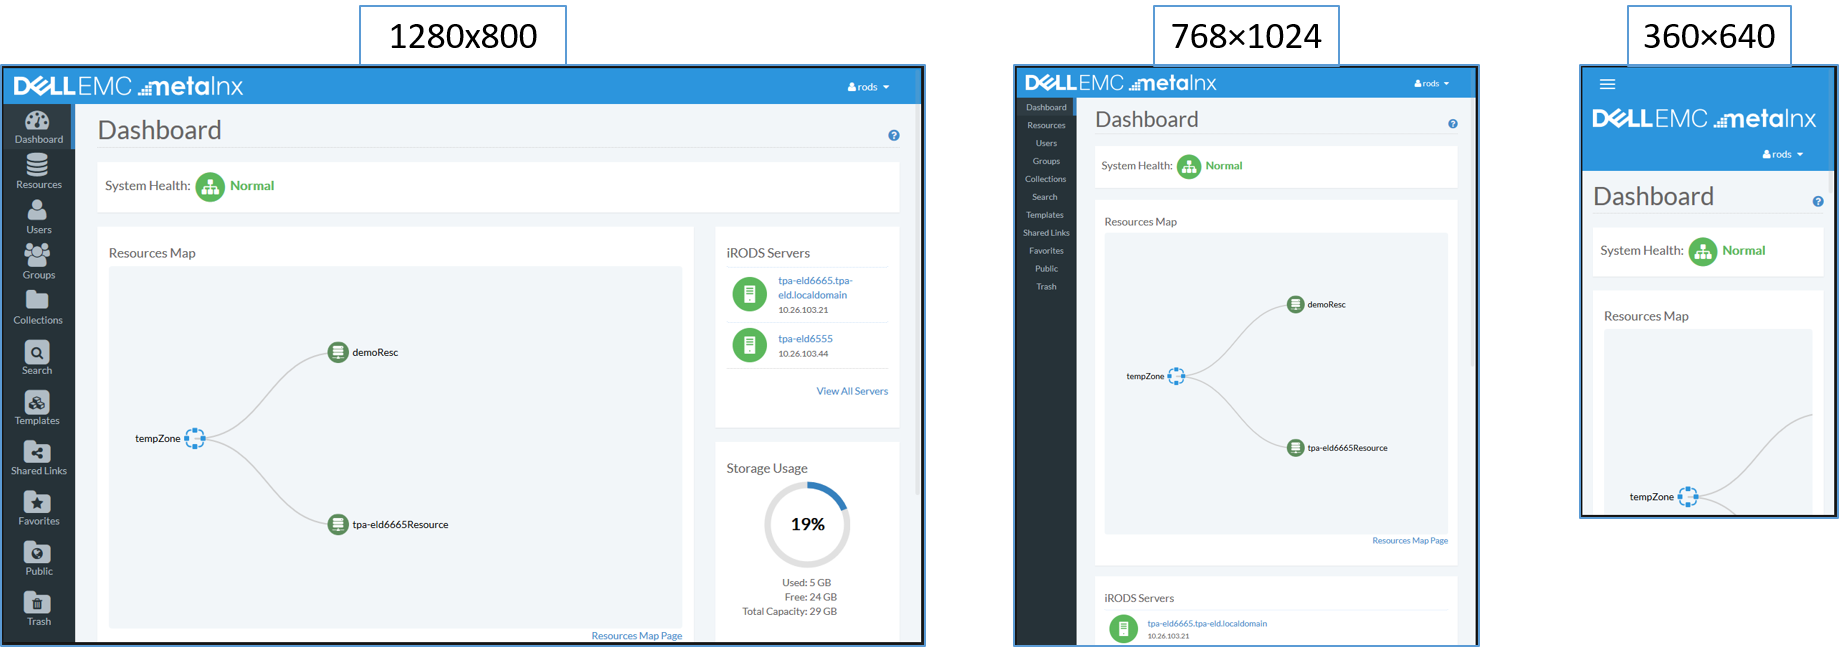 1280x800
DELLEMC metalnx
rods
Dashboard
Resources
Users
Groups
Collections
Search
Templates
Shared Links
Favorites
Public
Trash
Dashboard
?
System Health: Normal
Resources Map
demoResc
tempZone
tpa-eld6665Resource
Resources Map Page
iRODS Servers
tpa-eld6665.tpa-
eld.localdomain
10.26.103.21
tpa-eld6555
10.26.103.44
View All Servers
Storage Usage
19%
Used: 5 GB
Free: 24 GB
Total Capacity: 29 GB
768×1024
DELLEMC metalnx
rods
Dashboard
Resources
Users
Groups
Collections
Search
Templates
Shared Links
Favorites
Public
Trash
Dashboard
?
System Health: Normal
Resources Map
demoResc
tempZone
tpa-eld6665Resource
Resources Map Page
iRODS Servers
tpa-eld6665.tpa-eld.localdomain
10.26.103.21
360×640
DELLEMC metalnx
rods
Dashboard
?
System Health: Normal
Resources Map
tempZone